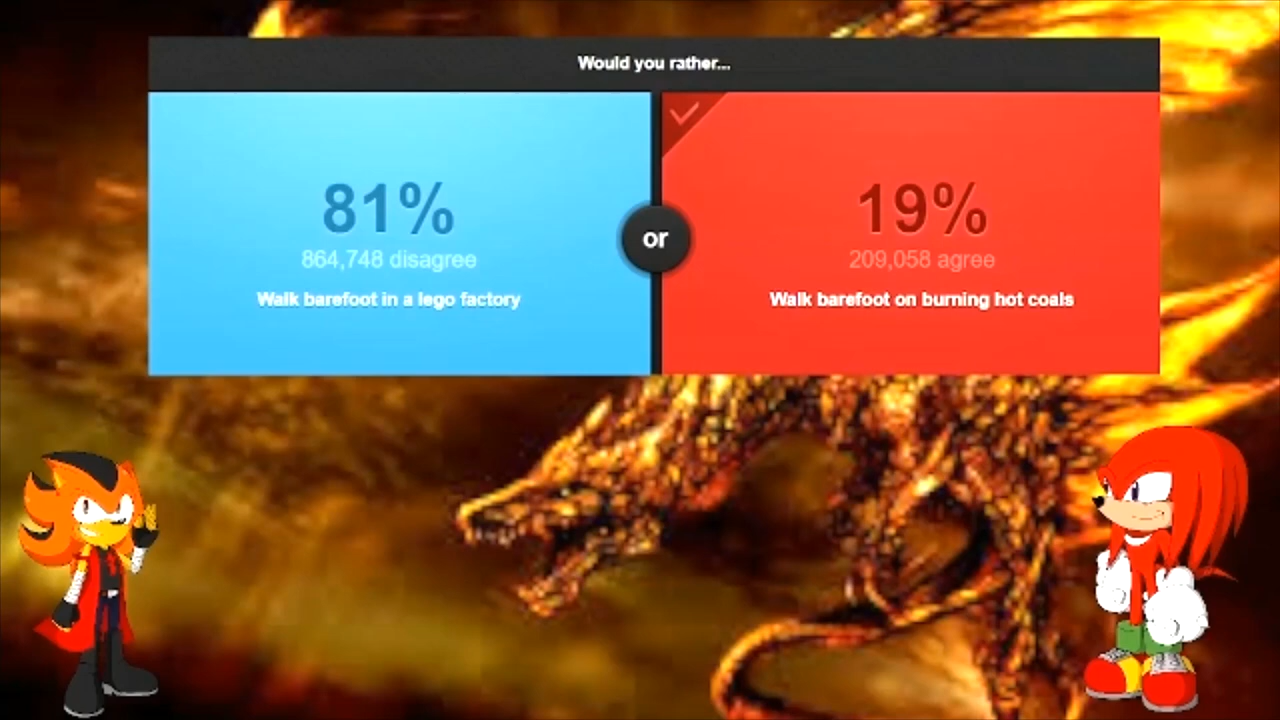 Would you rather...
81%
864,748 disagree
Walk barefoot in a lego factory
or
19%
209,058 agree
Walk barefoot on burning hot coals